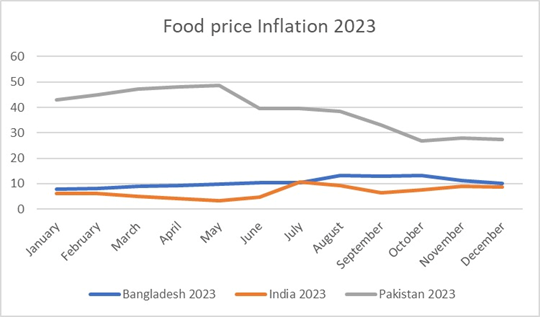 Food price Inflation 2023
60
50
40
30
20
10
0
January
February
March
April
May
June
July
August
September
October
November
December
Bangladesh 2023 India 2023 Pakistan 2023